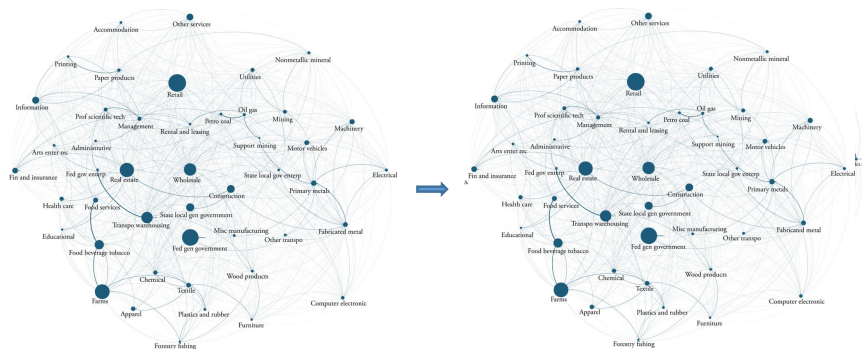 Other services
Accommodation
Printing
Nonmetallic mineral
Paper products
Utilities
Retail
Information
Prof scientific tech
Oil gas
Petro coal
Mining
Management
Rental and leasing
Machinery
Support mining
Administrative
Motor vehicles
Arts enter rec
Fed gov enterp
Fin and insurance
Real estate
Wholesale
State local gov enterp
Electrical
Primary metals
Construction
Health care
Food services
State local gen government
Transpo warehousing
Fabricated metal
Educational
Misc manufacturing
Other transpo
Food beverage tobacco
Fed gen government
Wood products
Chemical
Textile
Farms
Computer electronic
Apparel
Plastics and rubber
Furniture
Forestry fishing
Other services
Accommodation
Nonmetallic mineral
Printing
Paper products
Utilities
Retail
Information
Oil gas
Prof scientific tech
Petro coal
Mining
Management
Machinery
Rental and leasing
Support mining
Administrative
Motor vehicles
Arts enter rec
Fed gov enterp
Fin and insurance
Real estate
Wholesale
State local gov enterp
Electrical
Primary metals
Construction
Health care
Food services
State local gen government
Transpo warehousing
Fabricated metal
Educational
Misc manufacturing
Other transpo
Food beverage tobacco
Fed gen government
Wood products
Chemical
Textile
Farms
Computer electronic
Apparel
Plastics and rubber
Furniture
Forestry fishing